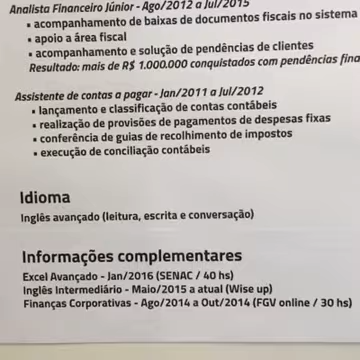 Analista Financeiro Júnior - Ago/2012 a Jul/2015
▪ acompanhamento de baixas de documentos fiscais no sistema
▪ apoio a área fiscal
▪ acompanhamento e solução de pendências de clientes
Resultado: mais de R$ 1.000.000 conquistados com pendências
Assistente de contas a pagar - Jan/2011 a Jul/2012
▪ lançamento e classificação de contas contábeis
▪ realização de provisões de pagamentos de despesas fixas
▪ conferência de guias de recolhimento de impostos
▪ execução de conciliação contábeis
Idioma
Inglês avançado (leitura, escrita e conversação)
Informações complementares
Excel Avançado - Jan/2016 (SENAC / 40 hs)
Inglês Intermediário - Maio/2015 a atual (Wise up)
Finanças Corporativas - Ago/2014 a Out/2014 (FGV online / 30 hs)